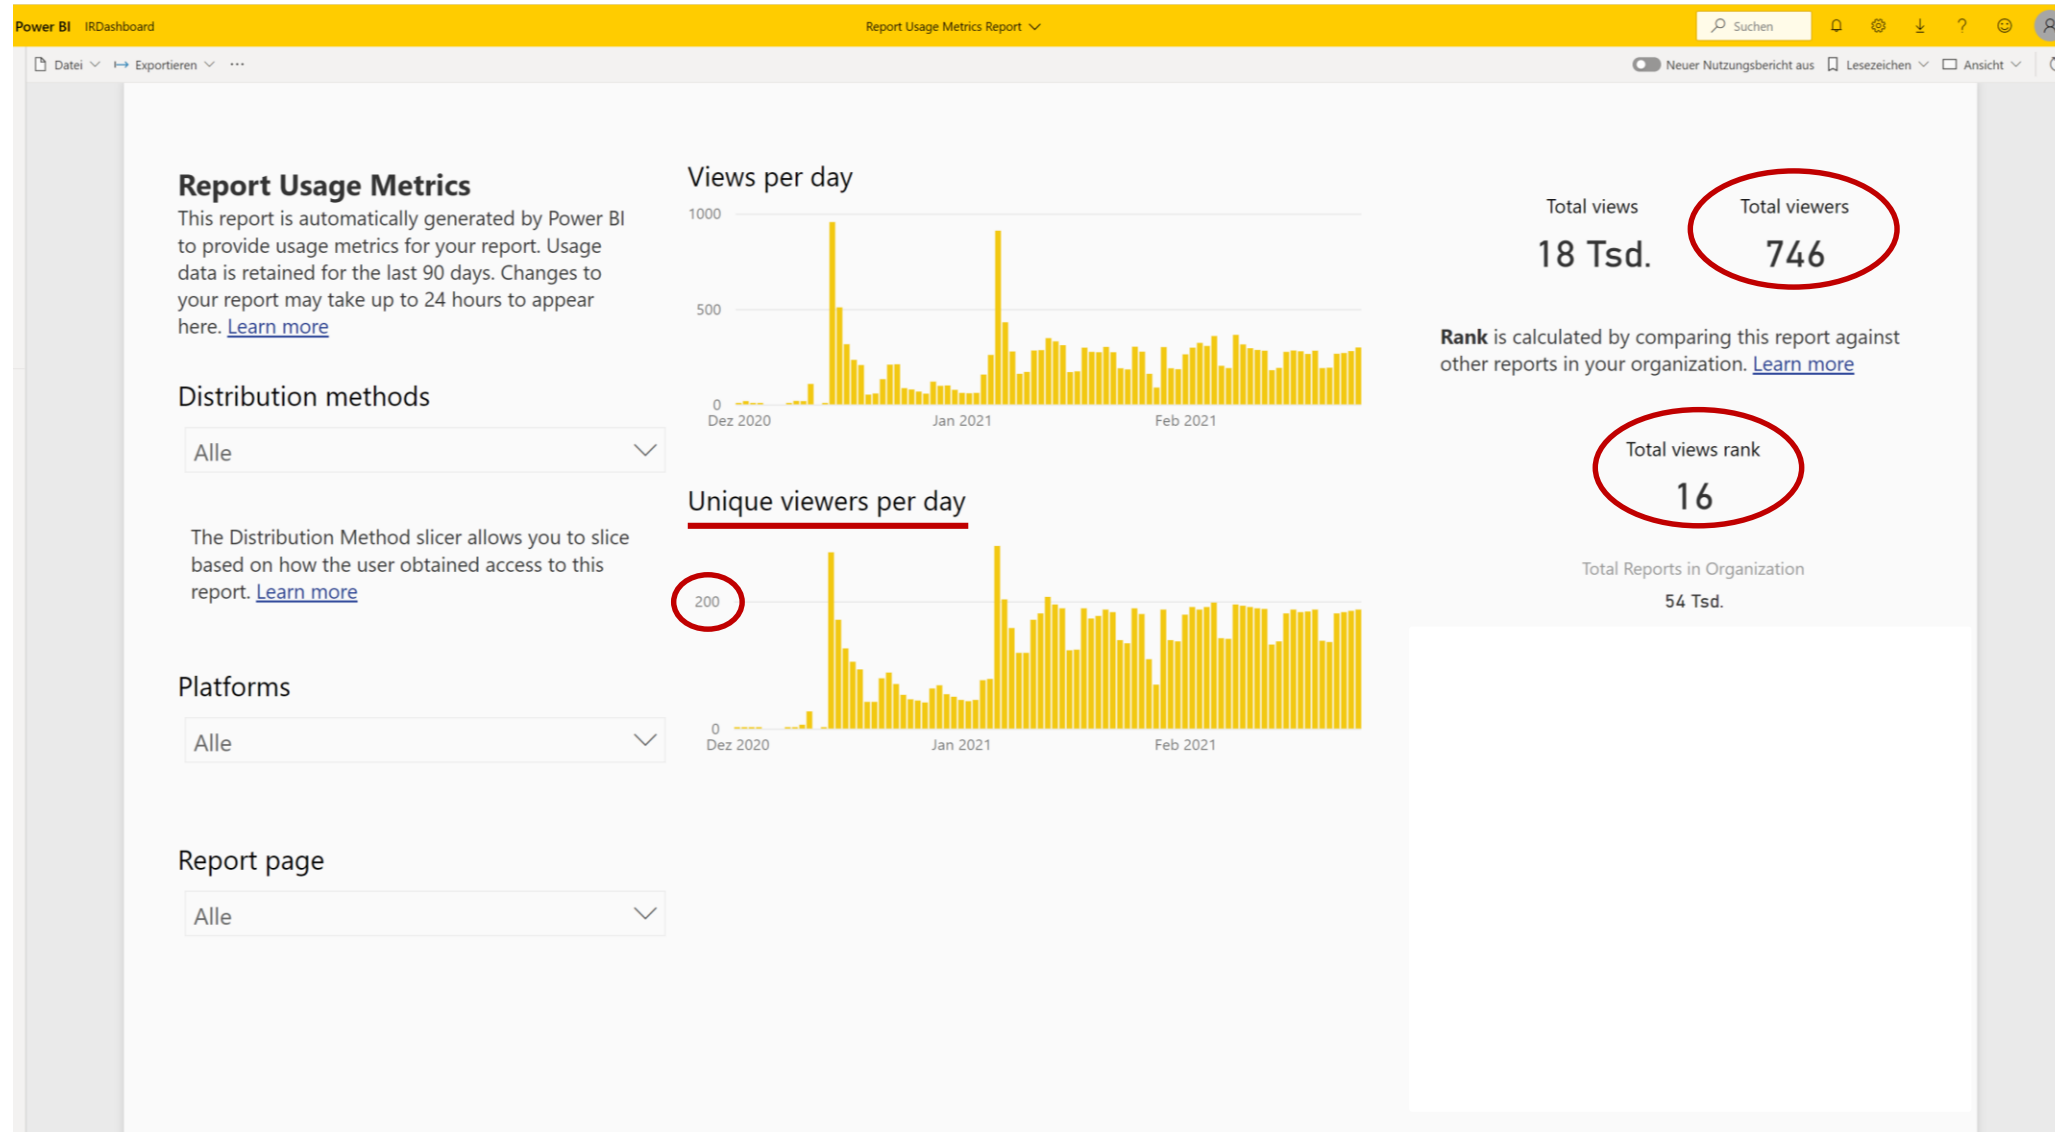 Power BI IRDashboard
Report Usage Metrics Report
Suchen
?
Datei
Exportieren
Neuer Nutzungsbericht aus
Lesezeichen
Ansicht
Report Usage Metrics
This report is automatically generated by Power BI
to provide usage metrics for your report. Usage
data is retained for the last 90 days. Changes to
your report may take up to 24 hours to appear
here. Learn more
Distribution methods
Alle
The Distribution Method slicer allows you to slice
based on how the user obtained access to this
report. Learn more
Platforms
Alle
Report page
Alle
Views per day
1000
500
0
Dez 2020
Jan 2021
Feb 2021
Unique viewers per day
200
0
Dez 2020
Jan 2021
Feb 2021
Total views
18 Tsd.
Total viewers
746
Rank is calculated by comparing this report against
other reports in your organization. Learn more
Total views rank
16
Total Reports in Organization
54 Tsd.